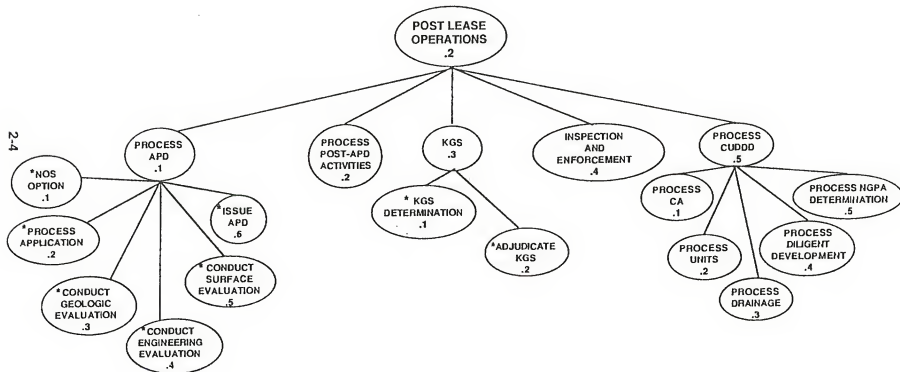 POST LEASE
OPERATIONS
.2
2-4
PROCESS
APD
.1
*NOS
OPTION
.1
*PROCESS
APPLICATION
.2
*CONDUCT
GEOLOGIC
EVALUATION
.3
*CONDUCT
ENGINEERING
EVALUATION
.4
*CONDUCT
SURFACE
EVALUATION
.5
*ISSUE
APD
.6
PROCESS
POST-APD
ACTIVITIES
.2
KGS
.3
* KGS
DETERMINATION
.1
*ADJUDICATE
KGS
.2
INSPECTION
AND
ENFORCEMENT
.4
PROCESS
CUDDD
.5
PROCESS
CA
.1
PROCESS
UNITS
.2
PROCESS
DRAINAGE
.3
PROCESS
DILIGENT
DEVELOPMENT
.4
PROCESS NGPA
DETERMINATION
.5